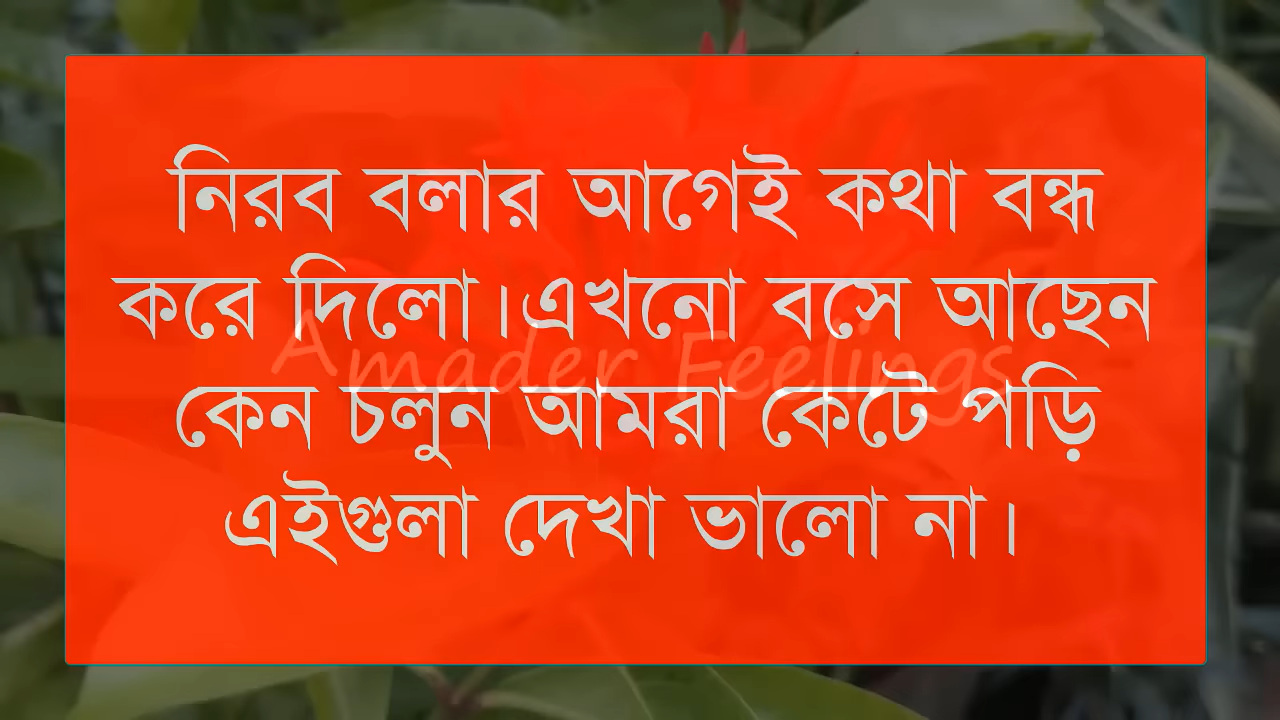 নিরব বলার আগেই কথা বন্ধ
করে দিলো।এখনো বসে আছেন
Amader Feelings
কেন চলুন আমরা কেটে পড়ি
এইগুলা দেখা ভালো না।